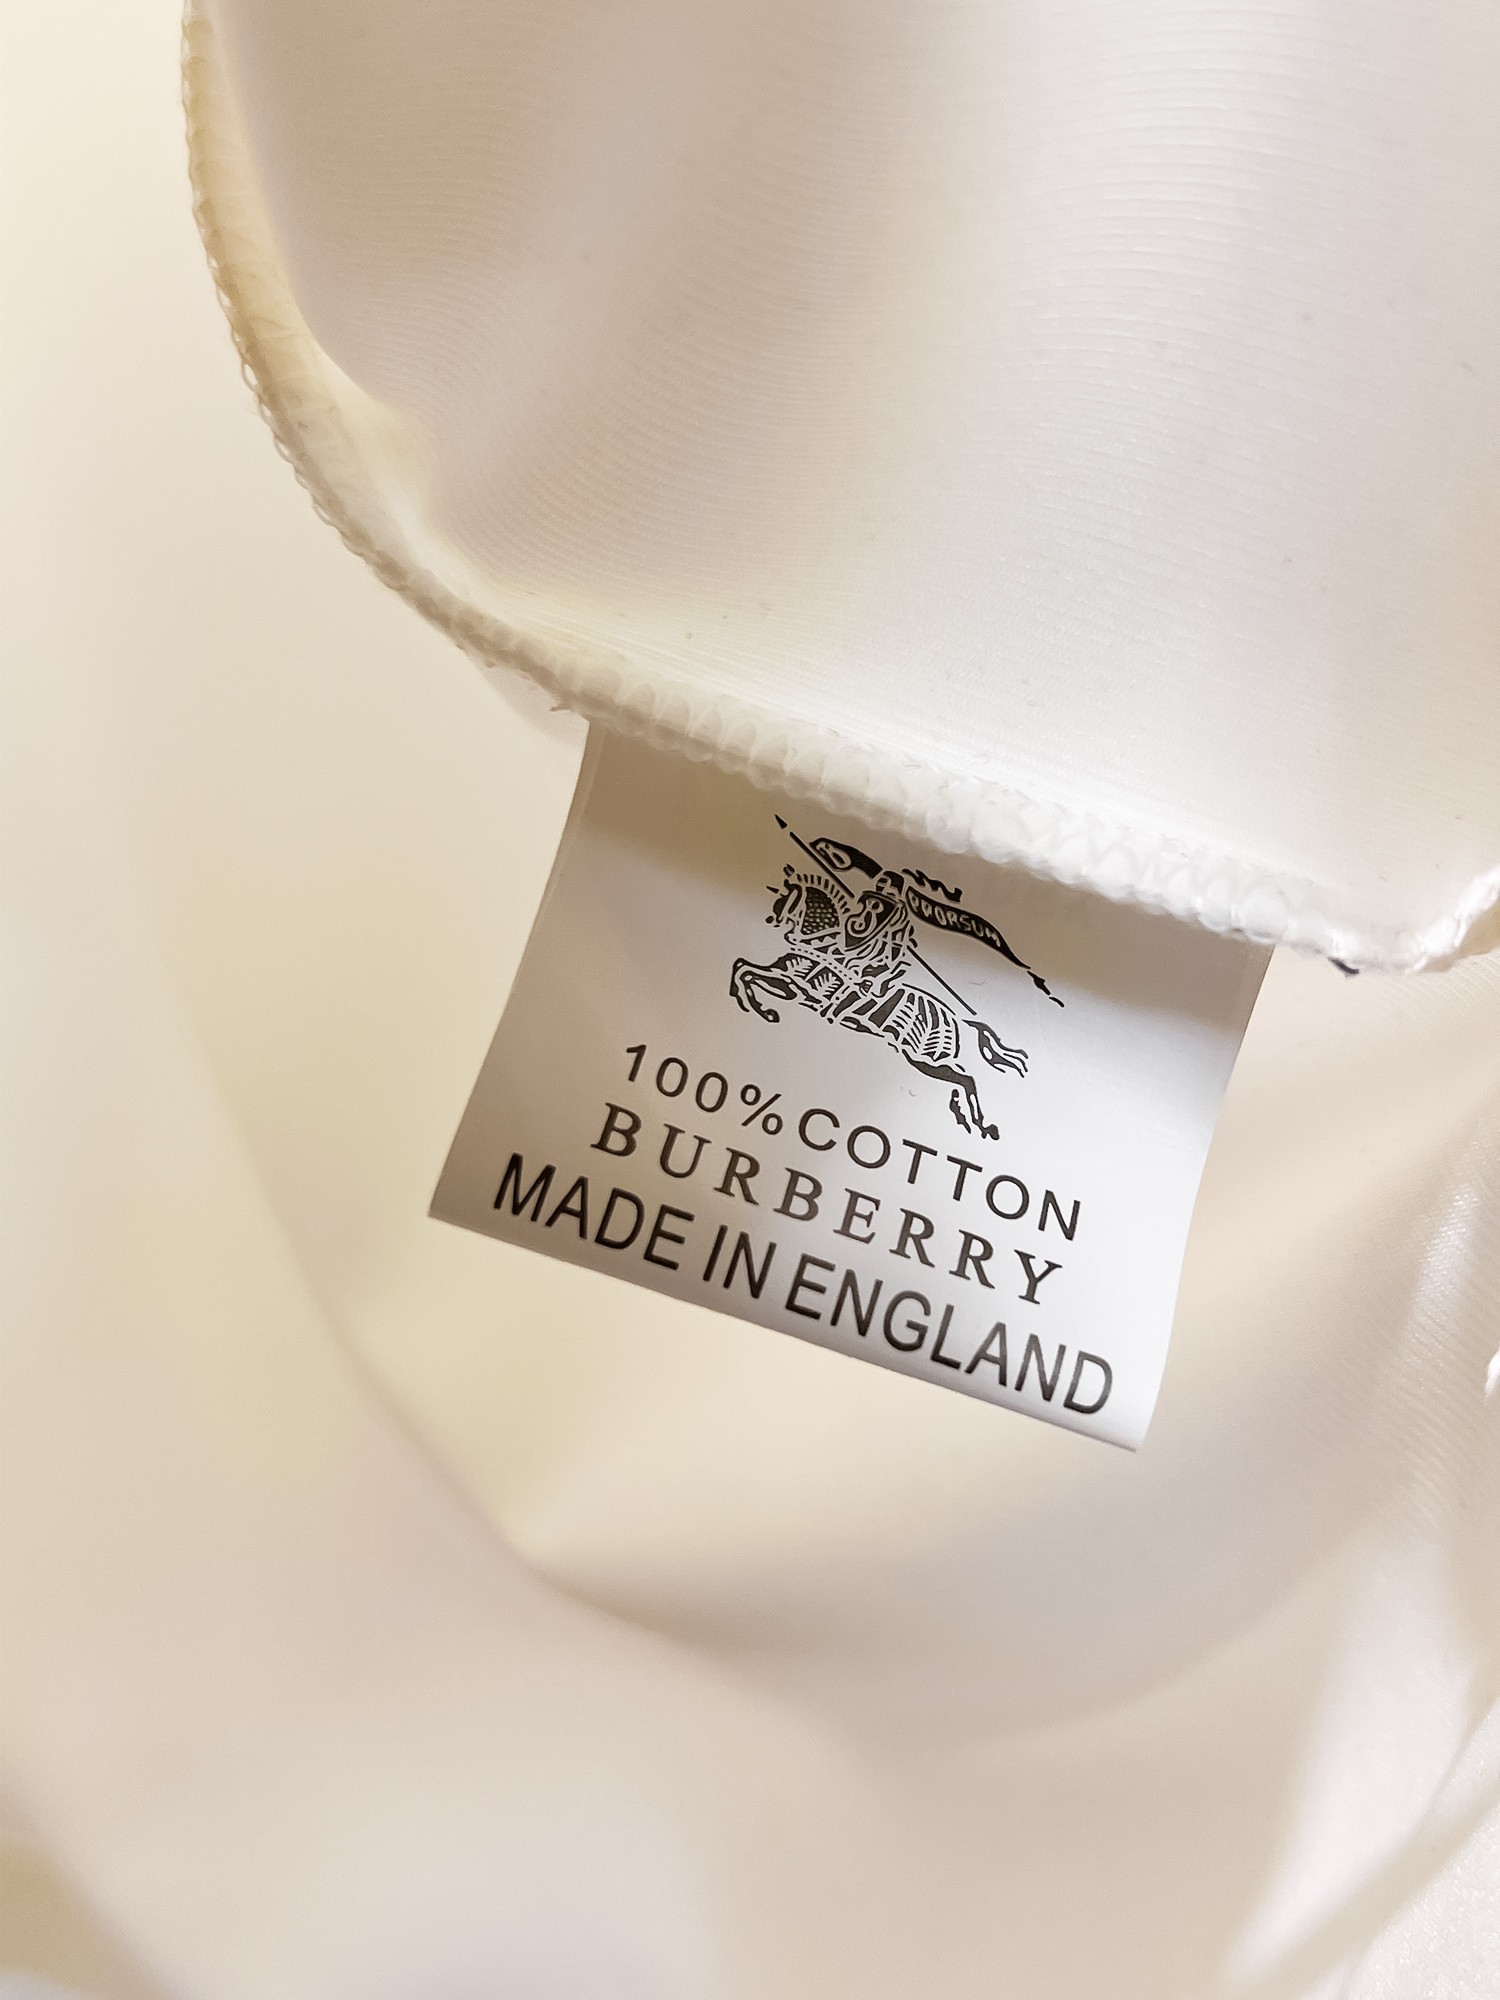 B
PRORSUM
B
100%COTTON
BURBERRY
MADE IN ENGLAND